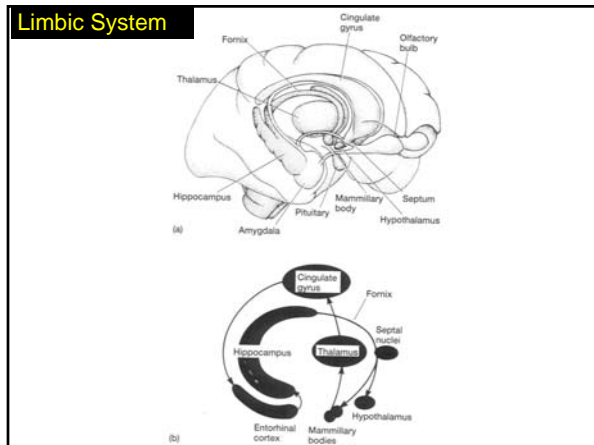 Limbic System
Cingulate
gyrus
Fornix
Olfactory
bulb
Thalamus
Hippocampus
Pituitary
Mammillary
body
Septum
Hypothalamus
Amygdala
(a)
Cingulate
gyrus
Fornix
Septal
nuclei
Hippocampus
Thalamus
Hypothalamus
Entorhinal
cortex
Mammillary
bodies
(b)